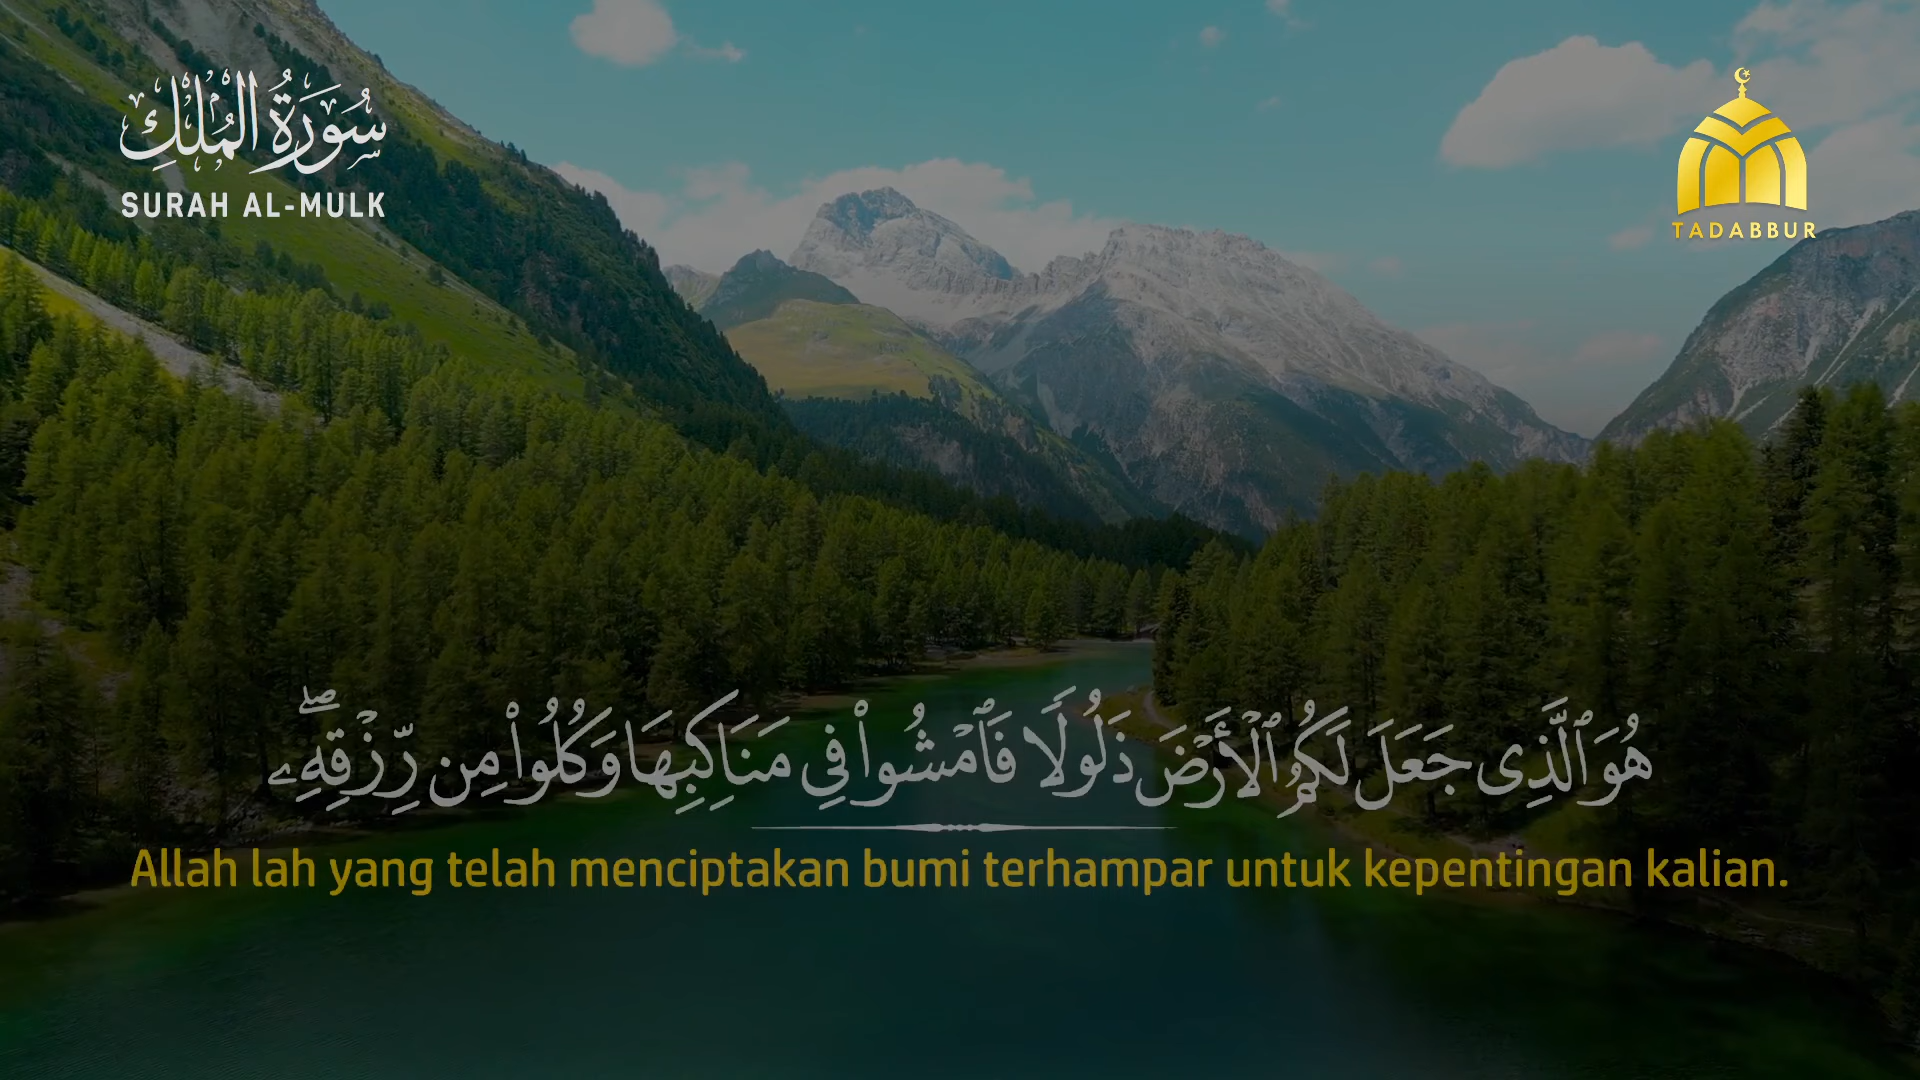 سُورَةُ الْمُلْكِ
SURAH AL-MULK
TADABBUR
هُوَ ٱلَّذِى جَعَلَ لَكُمُ ٱلْأَرْضَ ذَلُولًا فَٱمْشُوا۟ فِى مَنَاكِبِهَا وَكُلُوا۟ مِن رِّزْقِهِۦ ۖ
Allah lah yang telah menciptakan bumi terhampar untuk kepentingan kalian.